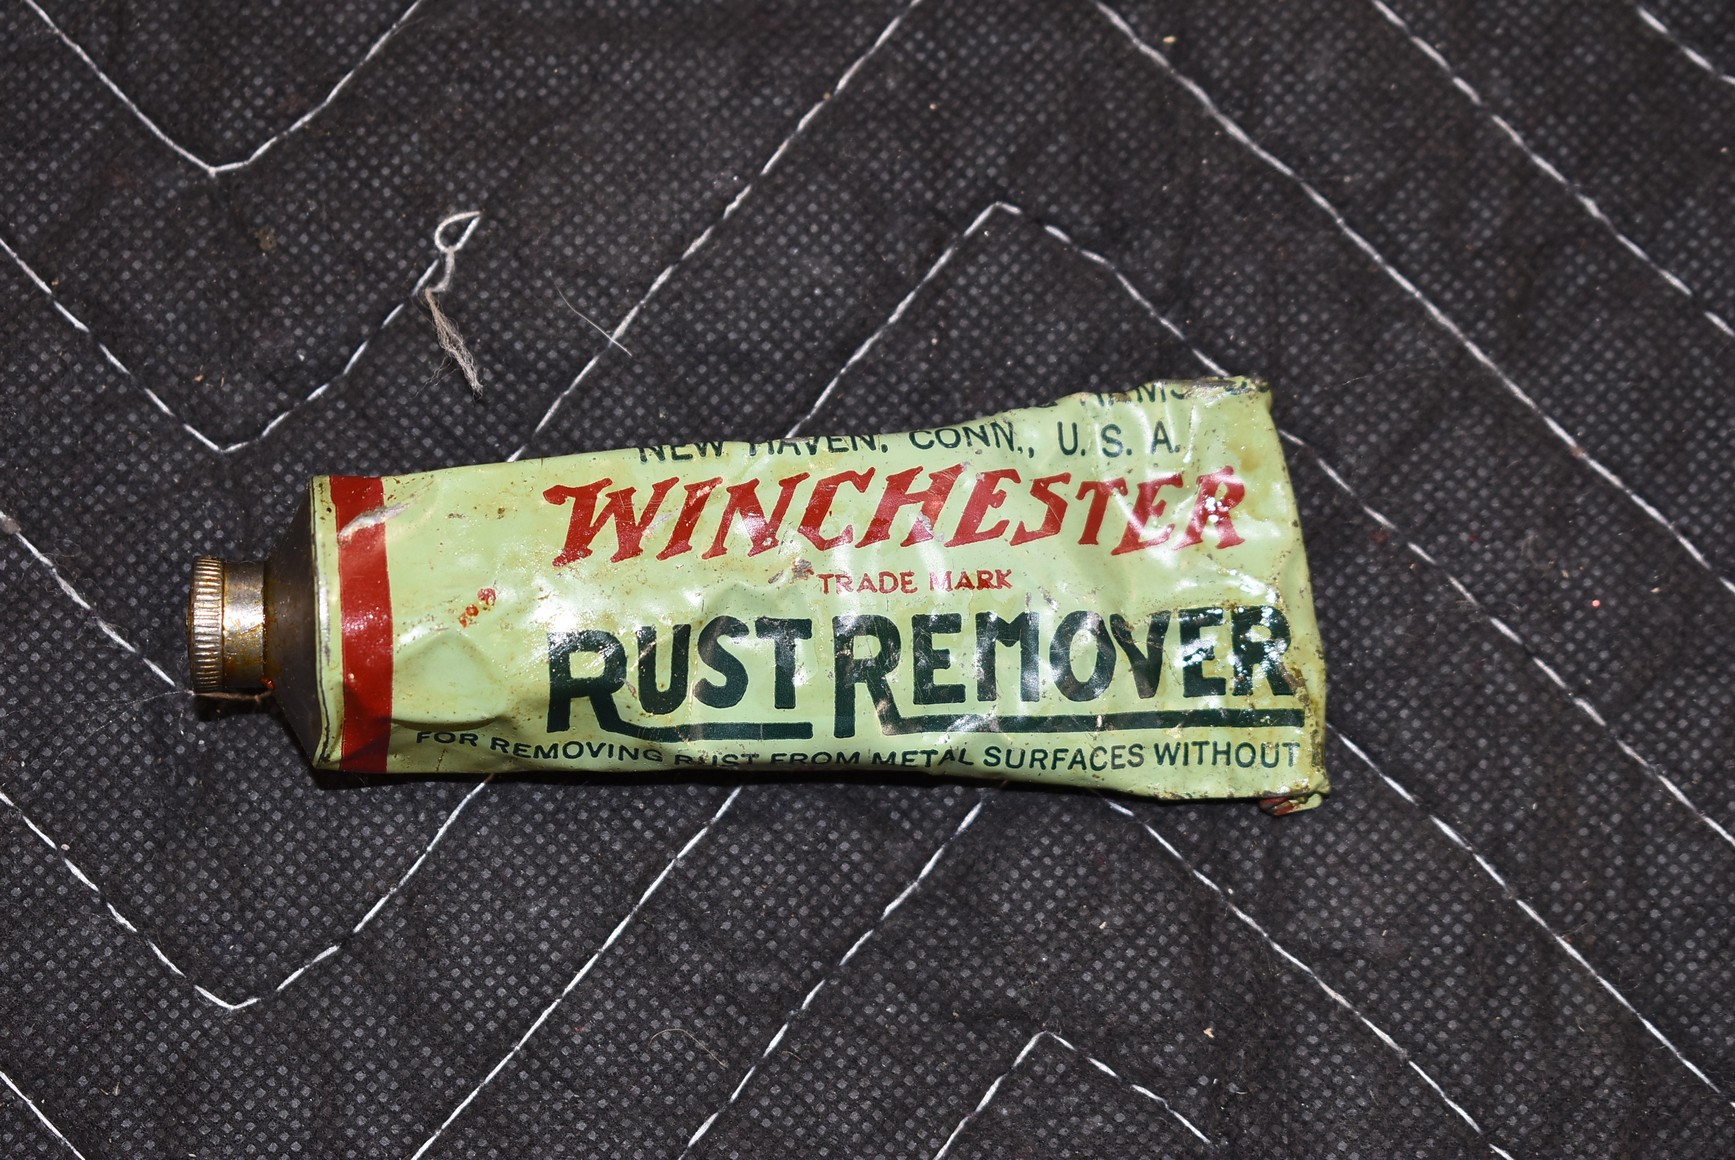 NEW HAVEN, CONN., U. S. A.
WINCHESTER
TRADE MARK
RUST REMOVER
FOR REMOVING RUST FROM METAL SURFACES WITHOUT